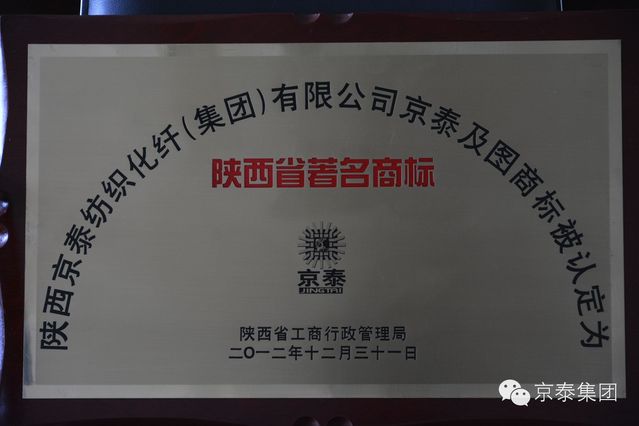 陕西京泰纺织化纤(集团)有限公司京泰及图商标被认定为
陕西省著名商标
京泰
JINGTAI
陕西省工商行政管理局
二〇一二年十二月三十一日
京泰集团